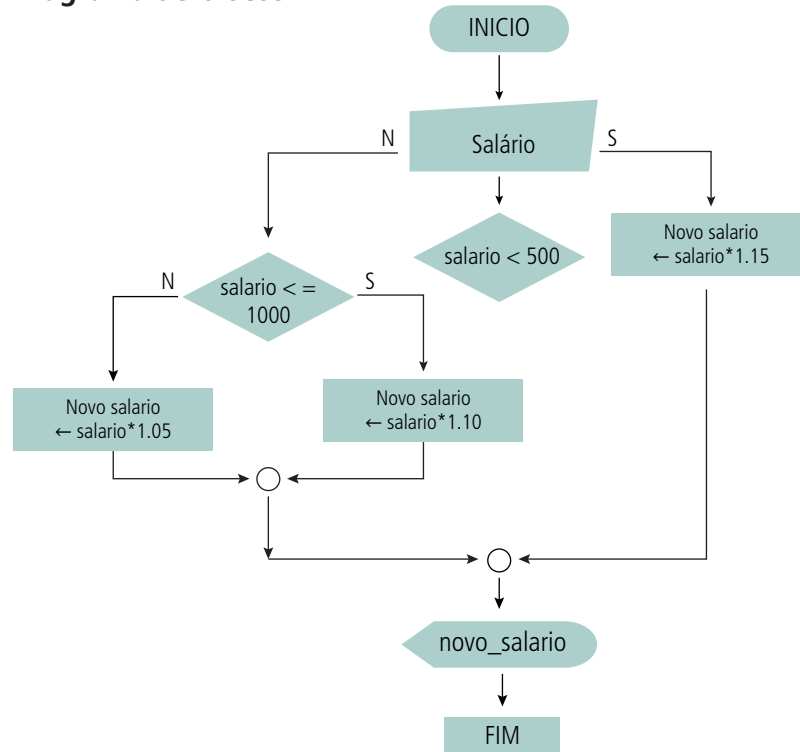 INICIO
Salário
N
S
salario < 500
Novo salario
← salario*1.15
salario < =
1000
N
S
Novo salario
← salario*1.05
Novo salario
← salario*1.10
novo_salario
FIM